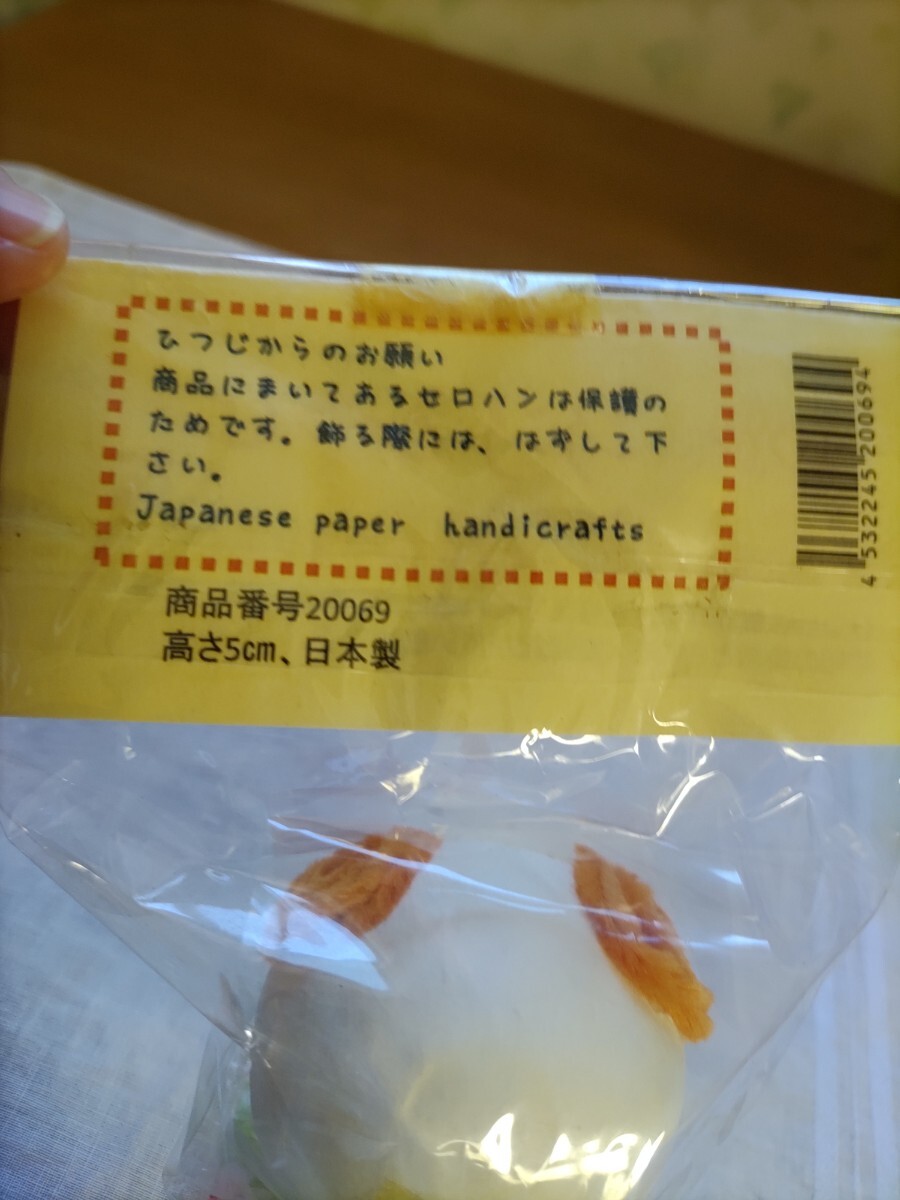 ひつじからのお願い
商品にまいてあるセロハンは保護の
ためです。飾る際には、はずして下
さい。
Japanese paper handicrafts
商品番号20069
高さ5cm、日本製
4 532245 200694